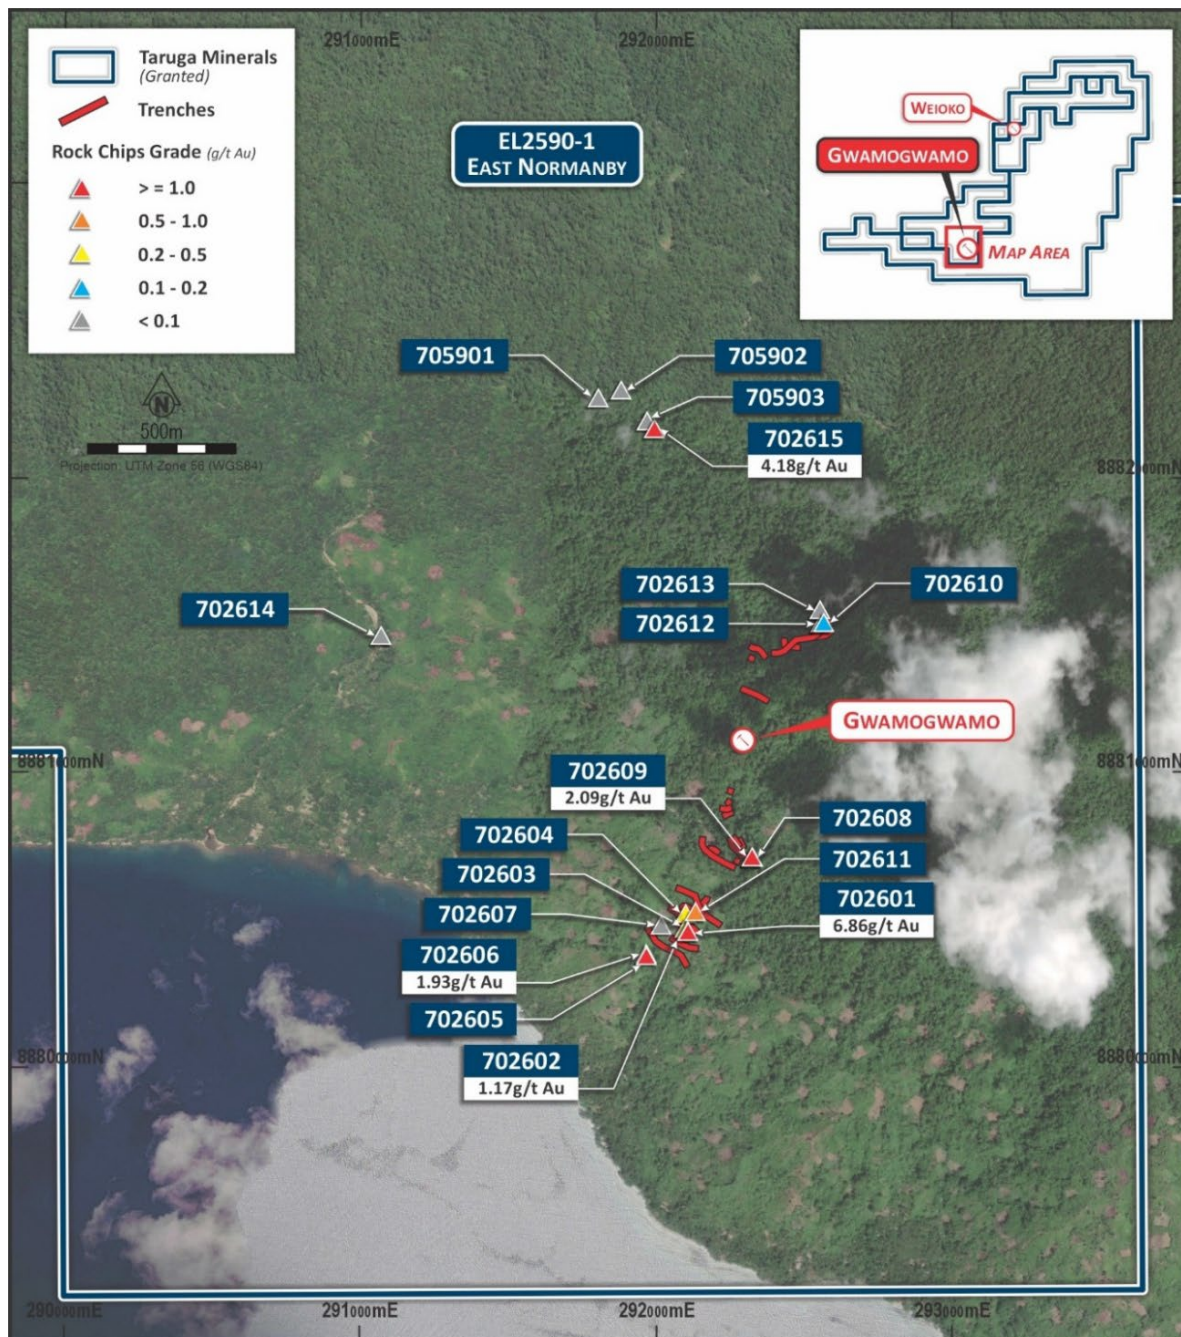 291000mE
292000mE
Taruga Minerals
(Granted)
Trenches
Rock Chips Grade (g/t Au)
> = 1.0
0.5 - 1.0
0.2 - 0.5
0.1 - 0.2
< 0.1
EL2590-1
EAST NORMANBY
WEIOKO
GWAMOGWAMO
MAP AREA
N
500m
Projection: UTM Zone 56 (WGS84)
705901
705902
705903
702615
4.18g/t Au
8882000mN
702613
702610
702614
702612
GWAMOGWAMO
8881000mN
8881000mN
702609
2.09g/t Au
702608
702604
702611
702603
702601
6.86g/t Au
702607
702606
1.93g/t Au
702605
702602
1.17g/t Au
8880000mN
8880000mN
290000mE
291000mE
292000mE
293000mE